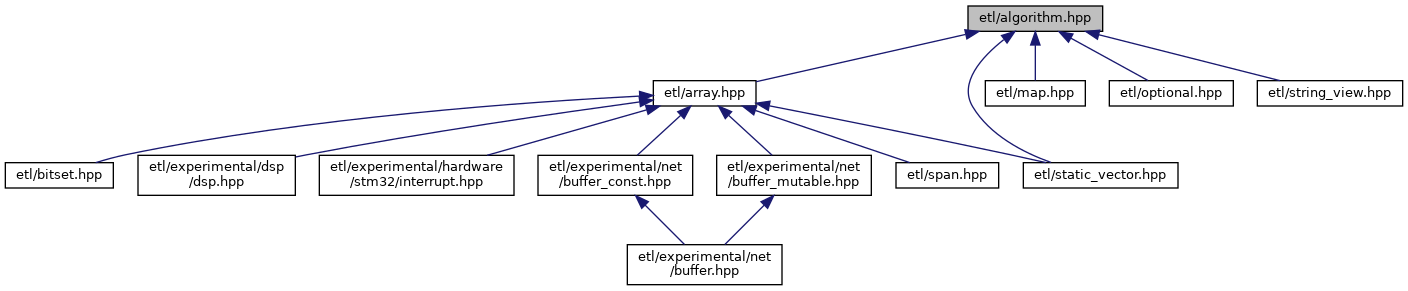 etl/algorithm.hpp
etl/array.hpp
etl/map.hpp
etl/optional.hpp
etl/string_view.hpp
etl/bitset.hpp
etl/experimental/dsp
/dsp.hpp
etl/experimental/hardware
/stm32/interrupt.hpp
etl/experimental/net
/buffer_const.hpp
etl/experimental/net
/buffer_mutable.hpp
etl/span.hpp
etl/static_vector.hpp
etl/experimental/net
/buffer.hpp